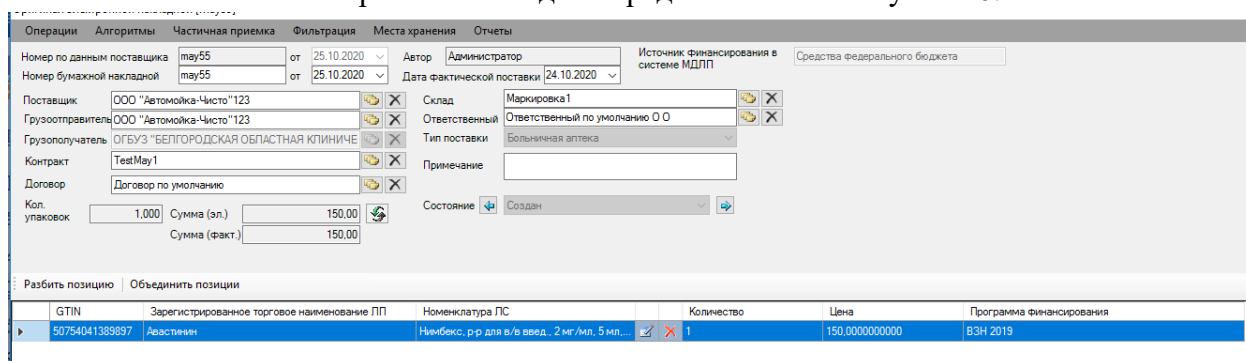 Операции Алгоритмы Частичная приемка Фильтрация Места хранения Отчеты
Номер по данным поставщика may55 от 25.10.2020 Автор Администратор Источник финансирования в системе МДЛП Средства федерального бюджета
Номер бумажной накладной may55 от 25.10.2020 Дата фактической поставки 24.10.2020
Поставщик ООО "Автомойка-Чисто"123 Склад Маркировка1
Грузоотправитель ООО "Автомойка-Чисто"123 Ответственный Ответственный по умолчанию О О
Грузополучатель ОГБУЗ "БЕЛГОРОДСКАЯ ОБЛАСТНАЯ КЛИНИЧЕ Тип поставки Больничная аптека
Контракт TestMay1 Примечание
Договор Договор по умолчанию
Кол. упаковок 1,000 Сумма (эл.) 150,00 Состояние Создан
Сумма (факт.) 150,00
Разбить позицию Объединить позиции
GTIN Зарегистрированное торговое наименование ЛП Номенклатура ЛС Количество Цена Программа финансирования
50754041389897 Авастинин Нимбекс, р-р для в/в введ., 2 мг/мл, 5 мл,... 1 150,0000000000 ВЗН 2019